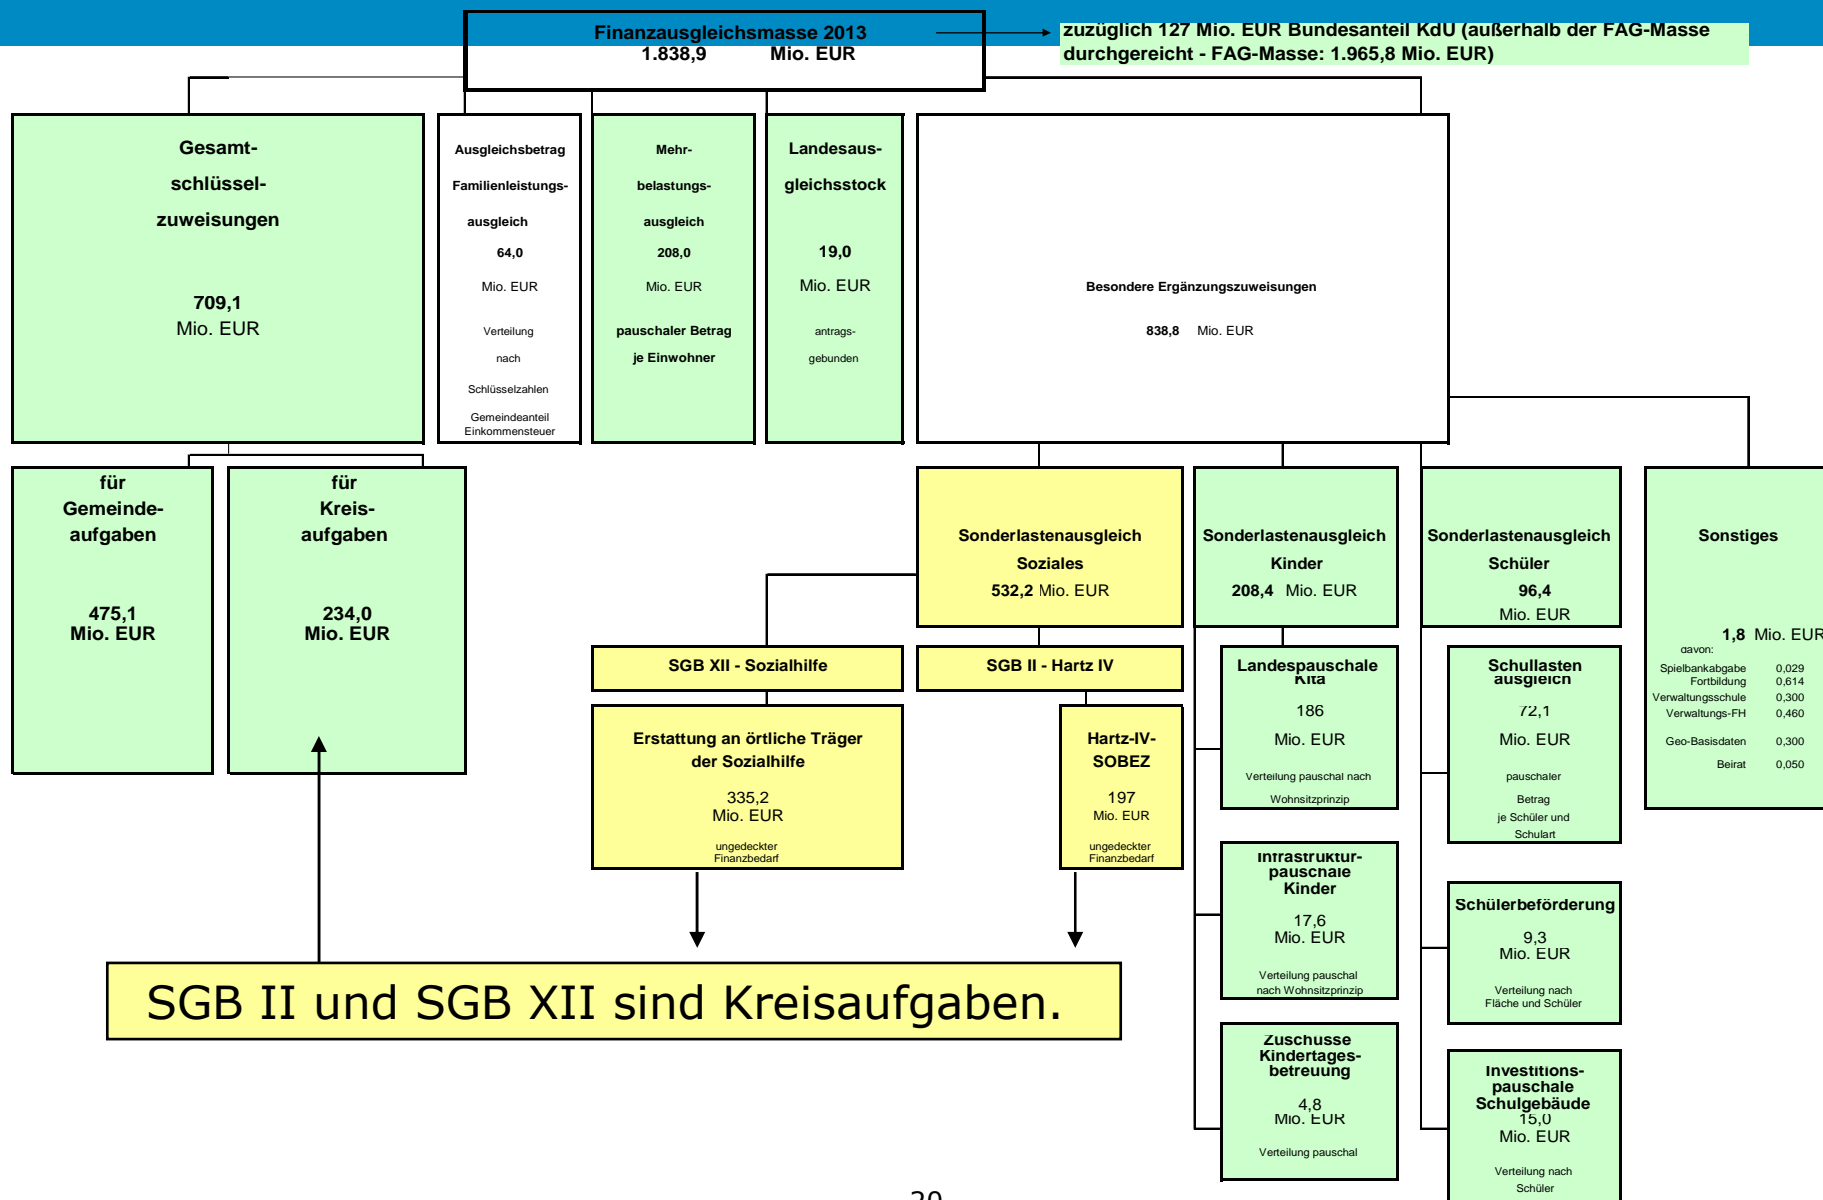 Finanzausgleichsmasse 2013
1.838,9 Mio. EUR
zuzüglich 127 Mio. EUR Bundesanteil KdU (außerhalb der FAG-Masse
durchgereicht - FAG-Masse: 1.965,8 Mio. EUR)
Gesamt-
schlüssel-
zuweisungen
709,1
Mio. EUR
Ausgleichsbetrag
Familienleistungs-
ausgleich
64,0
Mio. EUR
Verteilung
nach
Schlüsselzahlen
Gemeindeanteil
Einkommensteuer
Mehr-
belastungs-
ausgleich
208,0
Mio. EUR
pauschaler Betrag
je Einwohner
Landesaus-
gleichsstock
19,0
Mio. EUR
antrags-
gebunden
Besondere Ergänzungszuweisungen
838,8 Mio. EUR
für
Gemeinde-
aufgaben
475,1
Mio. EUR
für
Kreis-
aufgaben
234,0
Mio. EUR
Sonderlastenausgleich
Soziales
532,2 Mio. EUR
Sonderlastenausgleich
Kinder
208,4 Mio. EUR
Sonderlastenausgleich
Schüler
96,4
Mio. EUR
Sonstiges
1,8 Mio. EUR
davon:
Spielbankabgabe 0,029
Fortbildung 0,614
Verwaltungsschule 0,300
Verwaltungs-FH 0,460
Geo-Basisdaten 0,300
Beirat 0,050
SGB XII - Sozialhilfe
SGB II - Hartz IV
Erstattung an örtliche Träger
der Sozialhilfe
335,2
Mio. EUR
ungedeckter
Finanzbedarf
Hartz-IV-
SOBEZ
197
Mio. EUR
ungedeckter
Finanzbedarf
Landespauschale
Kita
186
Mio. EUR
Verteilung pauschal nach
Wohnsitzprinzip
Infrastruktur-
pauschale
Kinder
17,6
Mio. EUR
Verteilung pauschal
nach Wohnsitzprinzip
Zuschüsse
Kindertages-
betreuung
4,8
Mio. EUR
Verteilung pauschal
Schullasten
ausgleich
72,1
Mio. EUR
pauschaler
Betrag
je Schüler und
Schulart
Schülerbeförderung
9,3
Mio. EUR
Verteilung nach
Fläche und Schüler
Investitions-
pauschale
Schulgebäude
15,0
Mio. EUR
Verteilung nach
Schüler
SGB II und SGB XII sind Kreisaufgaben.
20